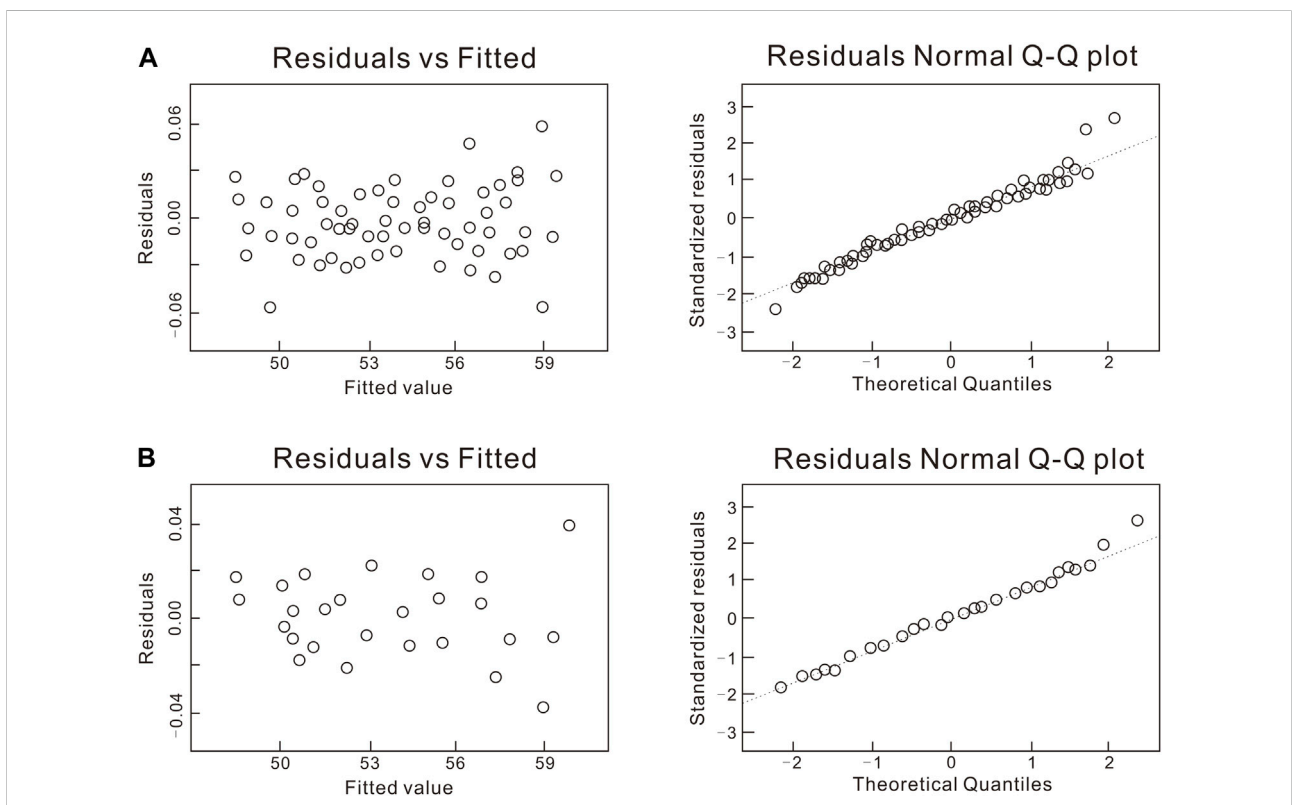 A
Residuals vs Fitted
Residuals
0.06
0.00
−0.06
50 53 56 59
Fitted value
Residuals Normal Q-Q plot
Standardized residuals
3
2
1
0
−1
−2
−3
−2 −1 0 1 2
Theoretical Quantiles
B
Residuals vs Fitted
Residuals
0.04
0.00
−0.04
50 53 56 59
Fitted value
Residuals Normal Q-Q plot
Standardized residuals
3
2
1
0
−1
−2
−3
−2 −1 0 1 2
Theoretical Quantiles